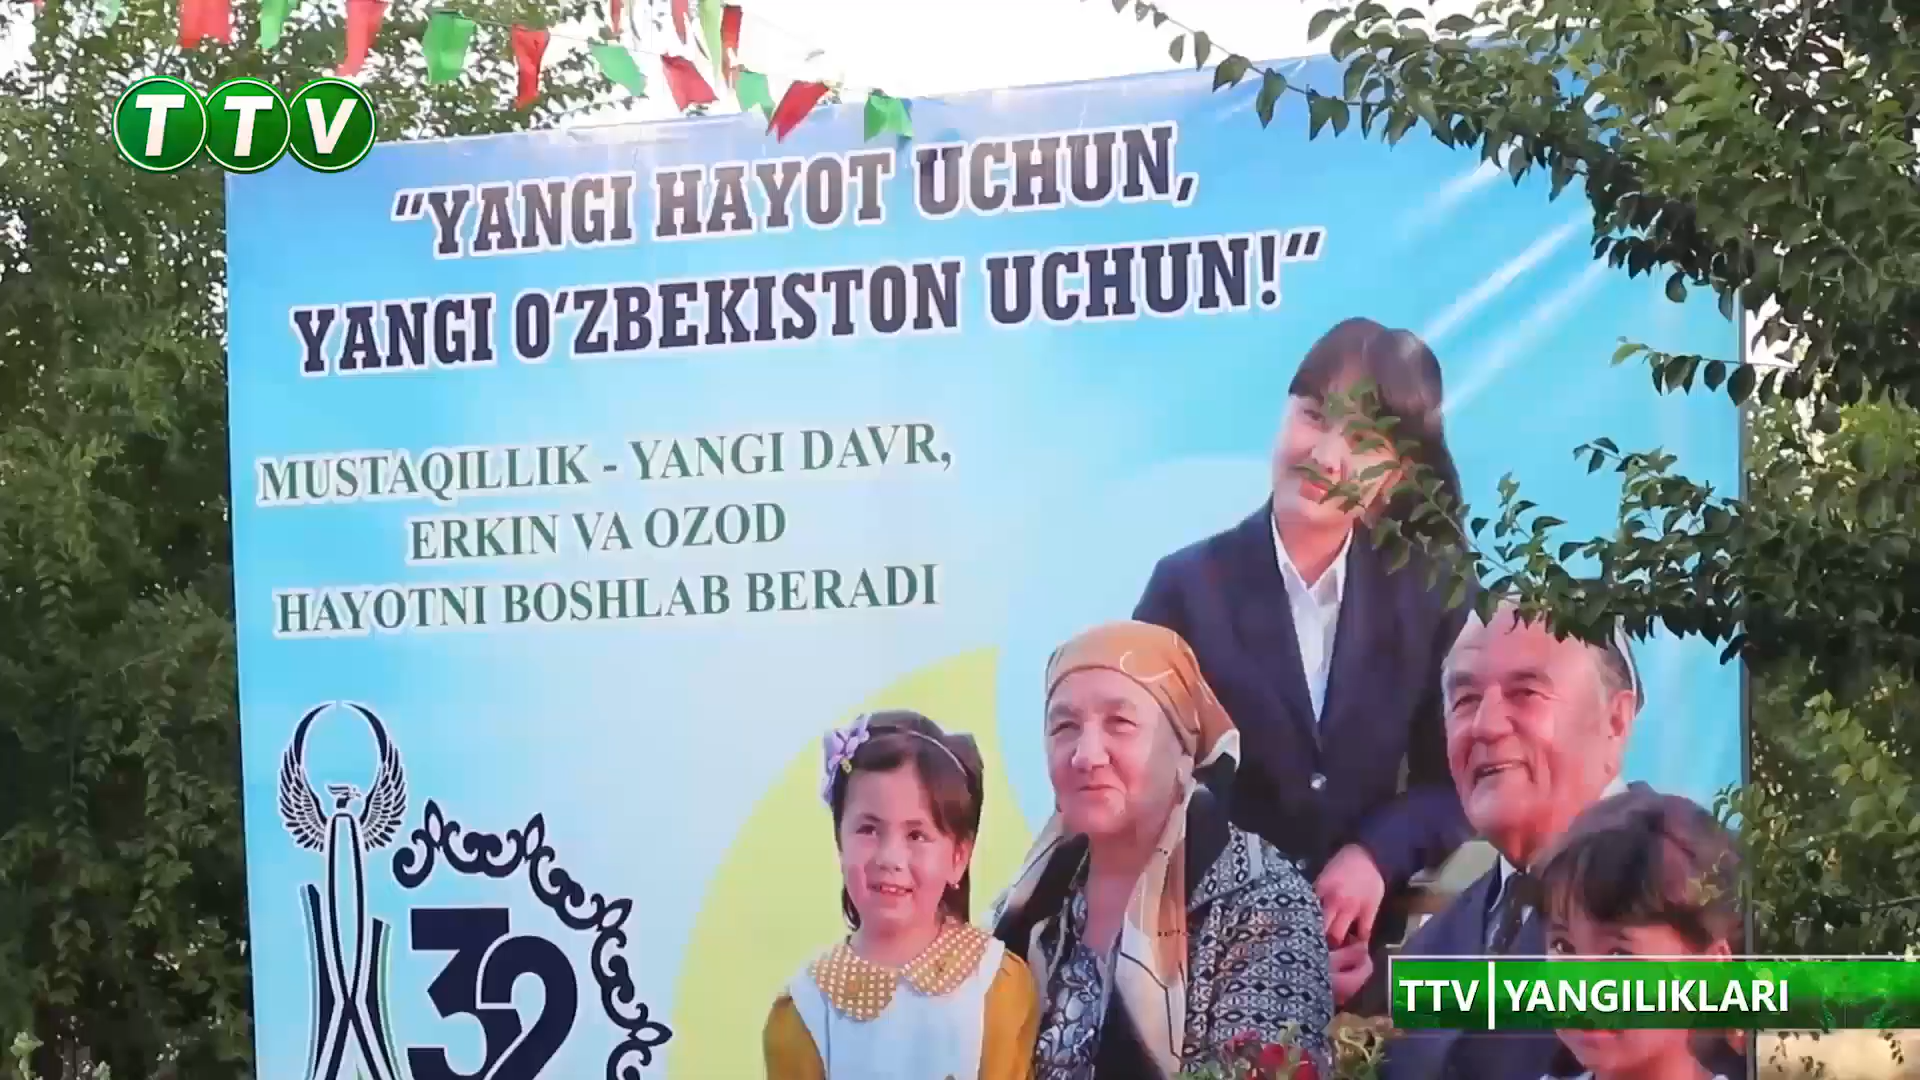 TTV
“YANGI HAYOT UCHUN,
YANGI O‘ZBEKISTON UCHUN!”
MUSTAQILLIK - YANGI DAVR,
ERKIN VA OZOD
HAYOTNI BOSHLAB BERADI
32
TTV YANGILIKLARI